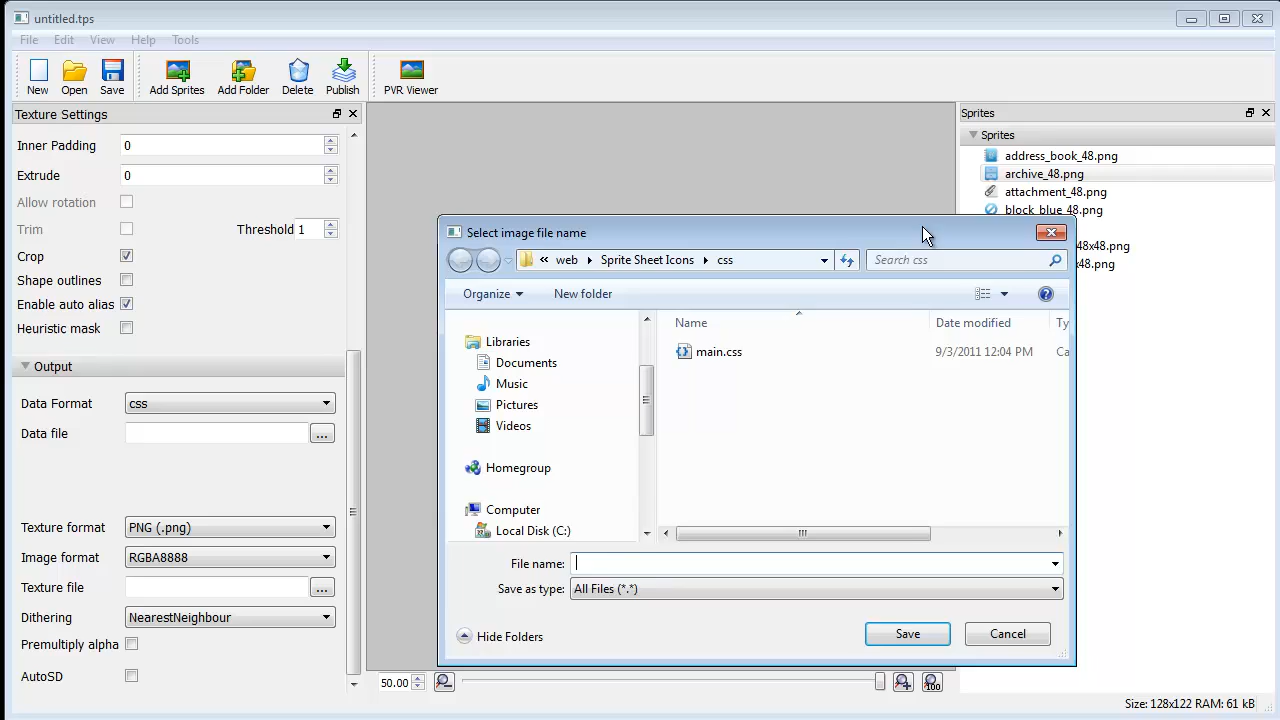 untitled.tps
File Edit View Help Tools
New Open Save Add Sprites Add Folder Delete Publish PVR Viewer
Texture Settings
Inner Padding 0
Extrude 0
Allow rotation
Trim Threshold 1
Crop
Shape outlines
Enable auto alias
Heuristic mask
Output
Data Format css
Data file ...
Texture format PNG (.png)
Image format RGBA8888
Texture file ...
Dithering NearestNeighbour
Premultiply alpha
AutoSD
Select image file name
« web Sprite Sheet Icons css Search css
Organize New folder
Libraries
Documents
Music
Pictures
Videos
Homegroup
Computer
Local Disk (C:)
Name Date modified Ty
main.css 9/3/2011 12:04 PM Ca
File name:
Save as type: All Files (*.*)
Hide Folders Save Cancel
50.00 100
Sprites
Sprites
address_book_48.png
archive_48.png
attachment_48.png
block_blue_48.png
48x48.png
x48.png
Size: 128x122 RAM: 61 kB